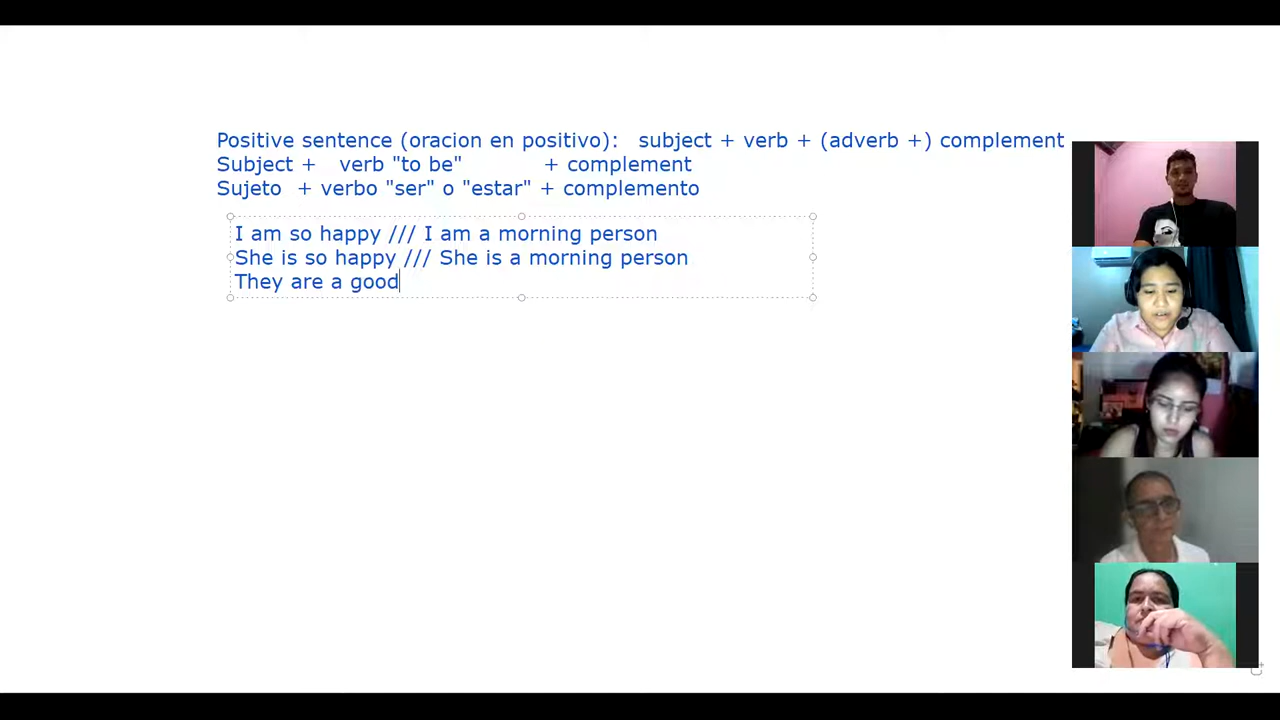 Positive sentence (oracion en positivo): subject + verb + (adverb +) complement
Subject + verb "to be" + complement
Sujeto + verbo "ser" o "estar" + complemento
I am so happy /// I am a morning person
She is so happy /// She is a morning person
They are a good